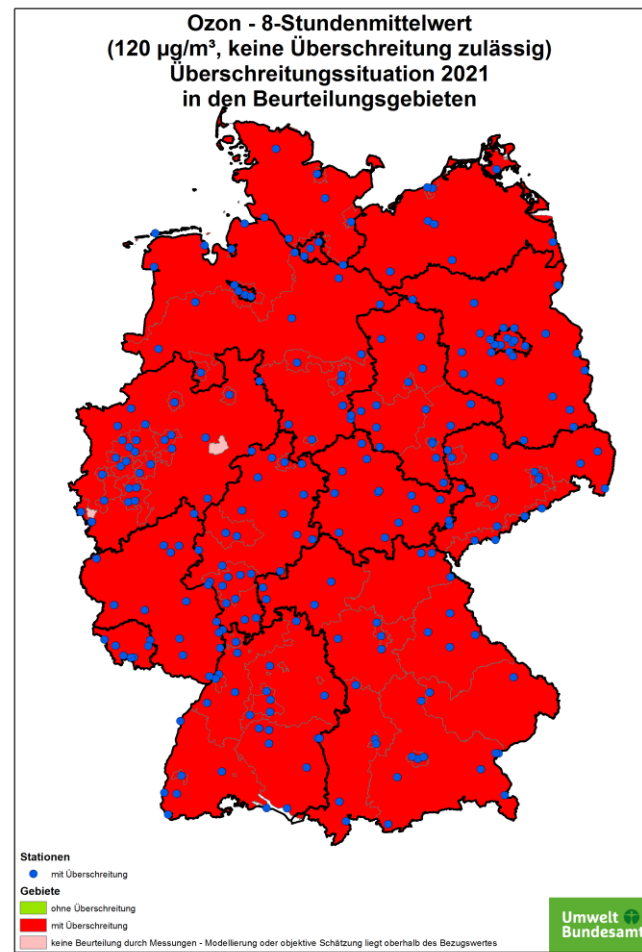 Ozon - 8-Stundenmittelwert
(120 µg/m³, keine Überschreitung zulässig)
Überschreitungssituation 2021
in den Beurteilungsgebieten
Stationen
mit Überschreitung
Gebiete
ohne Überschreitung
mit Überschreitung
keine Beurteilung durch Messungen - Modellierung oder objektive Schätzung liegt oberhalb des Bezugswertes
Umwelt
Bundesamt